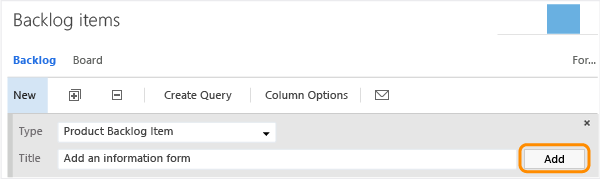 Backlog items
Backlog Board For...
New Create Query Column Options
Type Product Backlog Item
Title Add an information form Add